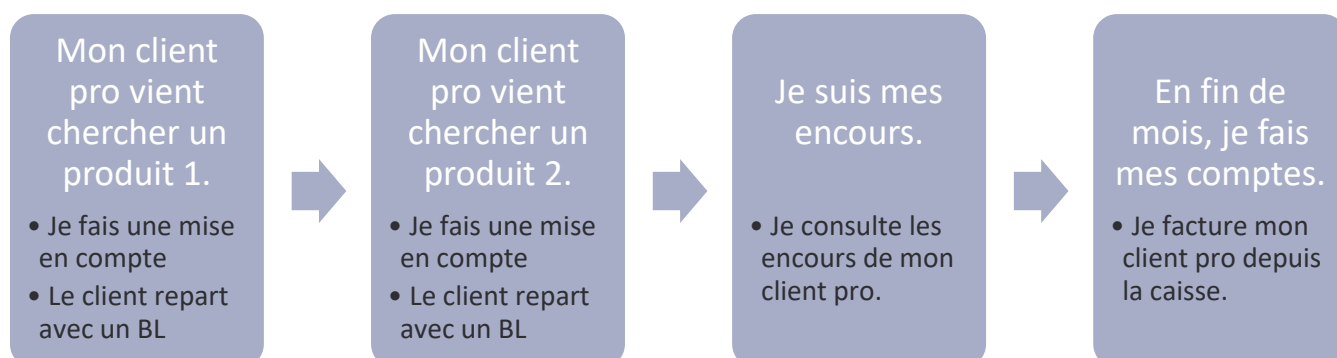 Mon client
pro vient
chercher un
produit 1.
• Je fais une mise
en compte
• Le client repart
avec un BL
Mon client
pro vient
chercher un
produit 2.
• Je fais une mise
en compte
• Le client repart
avec un BL
Je suis mes
encours.
• Je consulte les
encours de mon
client pro.
En fin de
mois, je fais
mes comptes.
• Je facture mon
client pro depuis
la caisse.